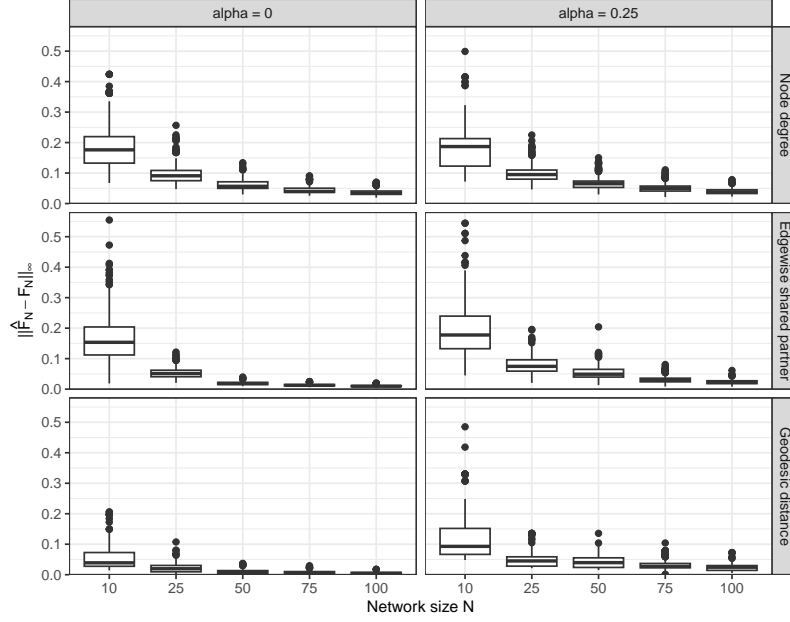 alpha = 0
alpha = 0.25
0.5
0.4
0.3
0.2
0.1
0.0
Node degree
0.5
0.4
0.3
0.2
0.1
0.0
Edgewise shared partner
0.5
0.4
0.3
0.2
0.1
0.0
Geodesic distance
||F̂_N − F_N||_∞
10 25 50 75 100
10 25 50 75 100
Network size N